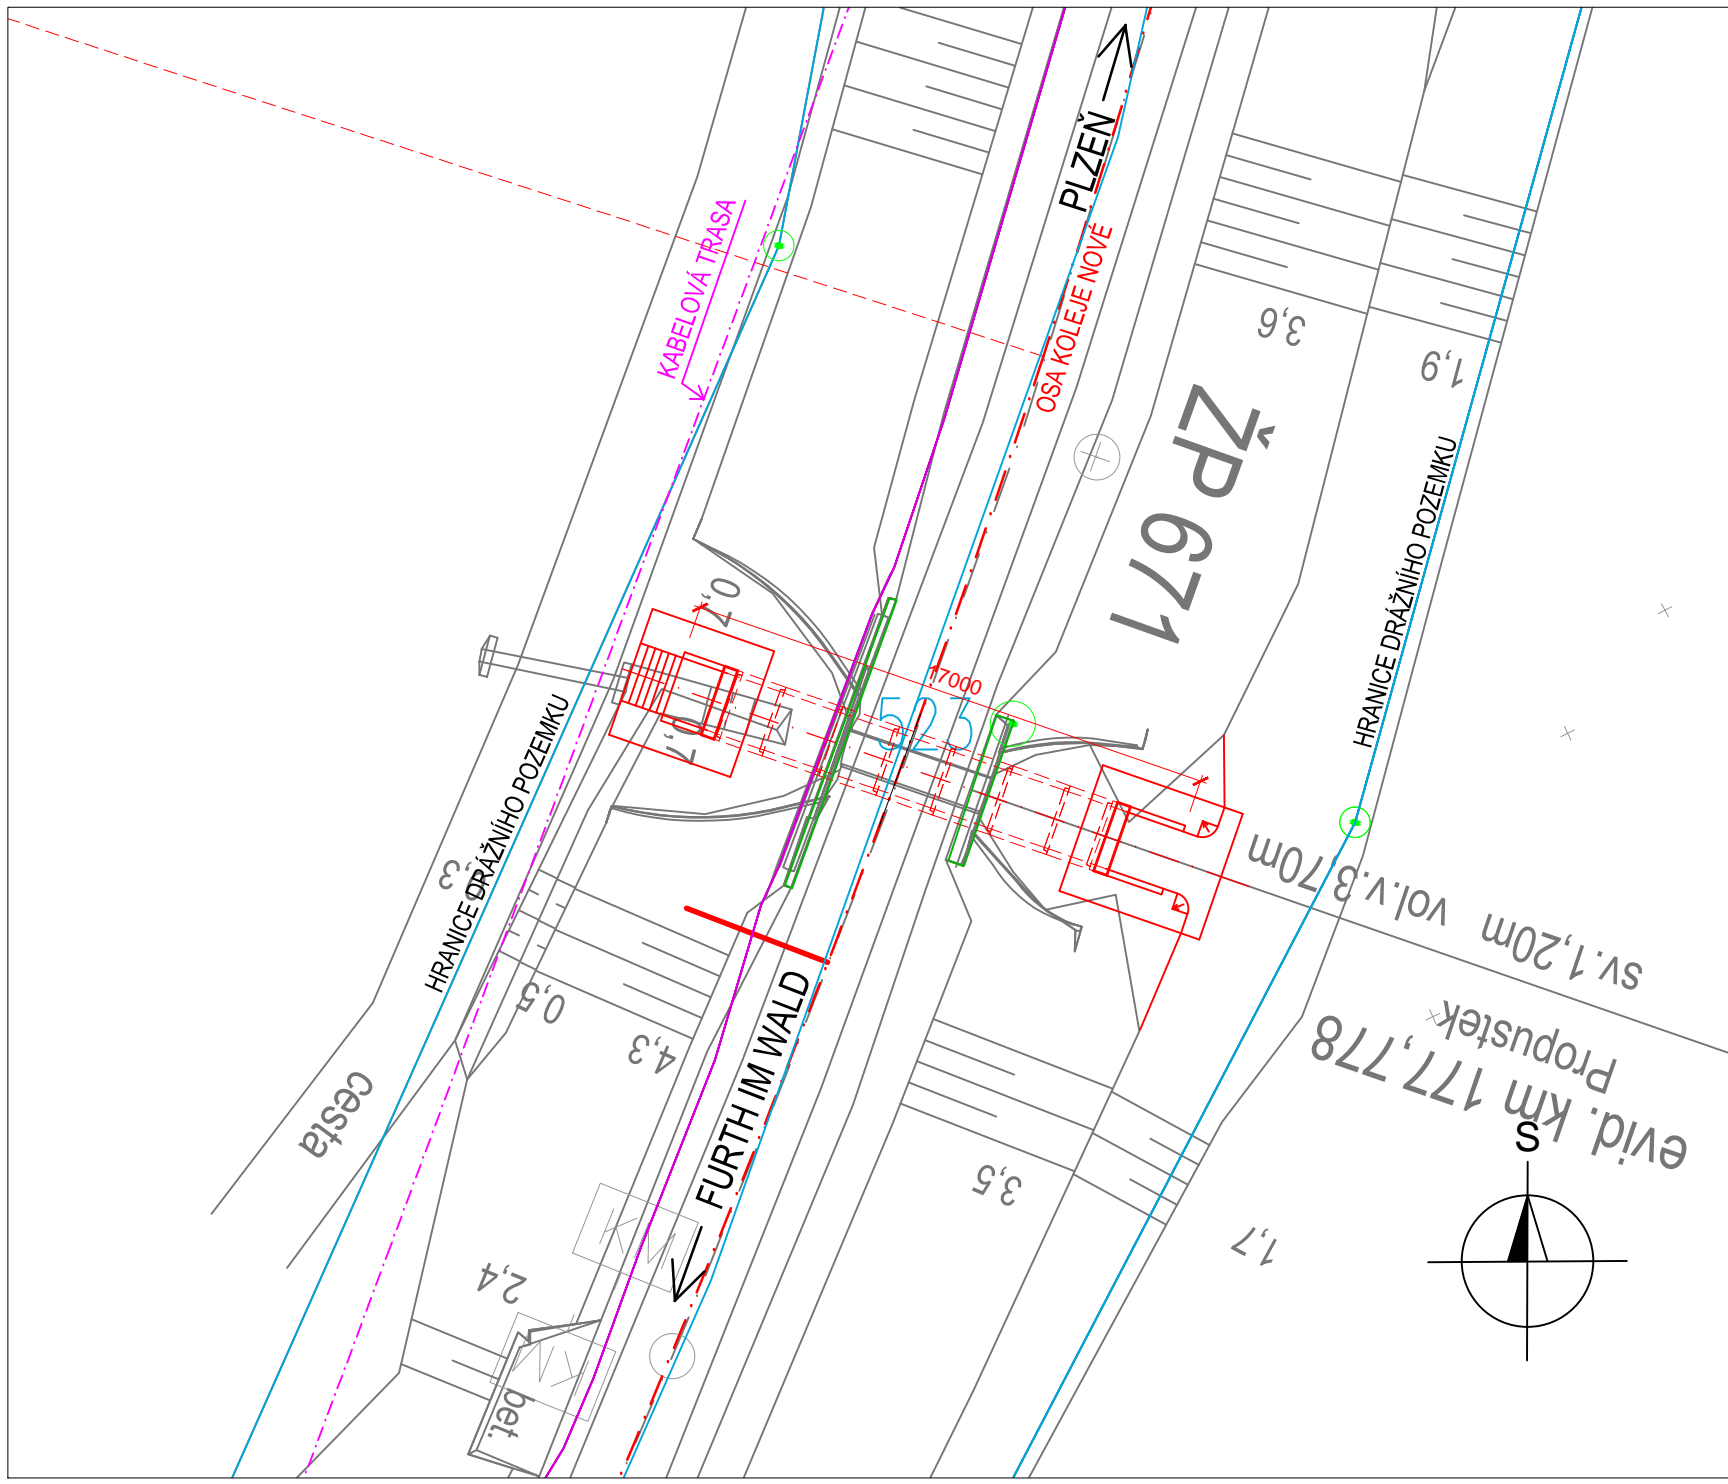 PLZEŇ
KABELOVÁ TRASA
OSA KOLEJE NOVÉ
3,6
1,9
ŽP 671
HRANICE DRÁŽNÍHO POZEMKU
0,7
17000
523
0,7
HRANICE DRÁŽNÍHO POZEMKU
sv.1,20m vol.v.3,70m
0,5
4,3
FURTH IM WALD
Propustek
evid. km 177,778
cesta
3,5
S
1,7
KM
2,4
bet.